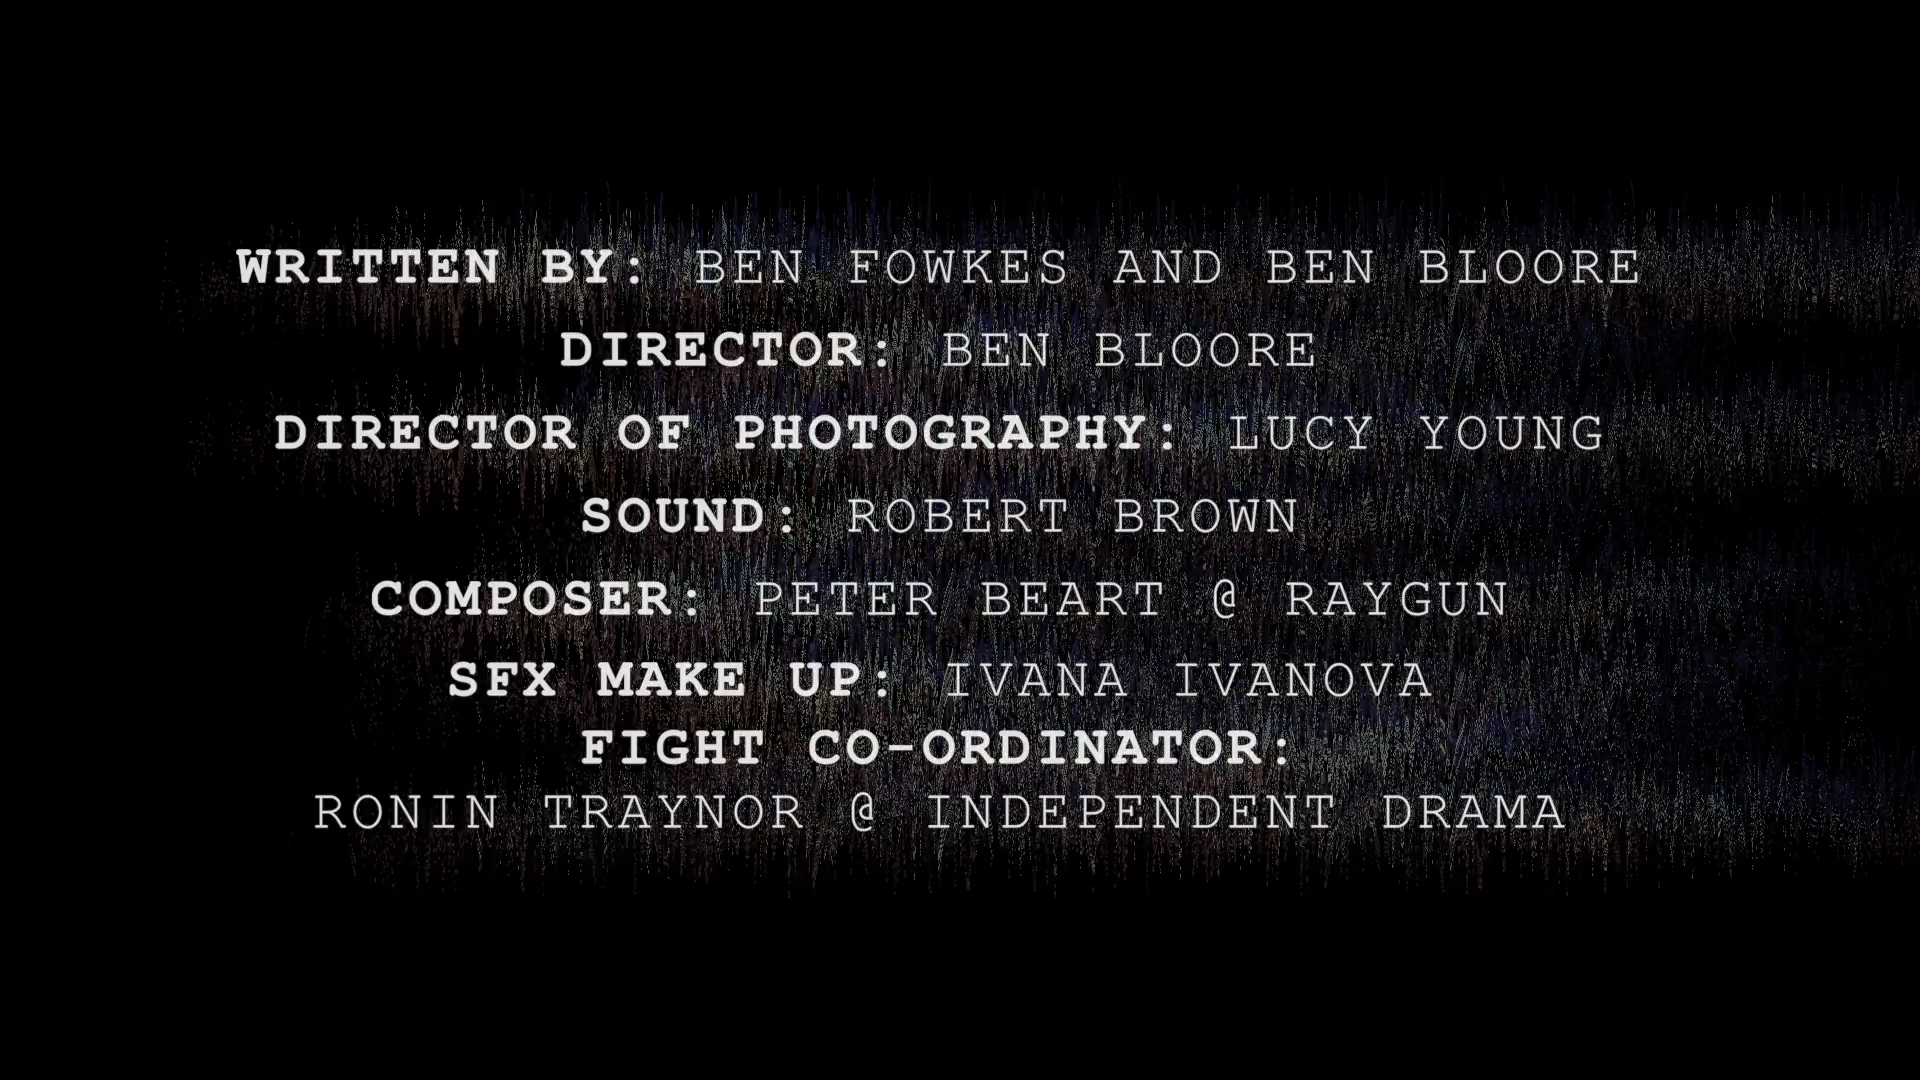 WRITTEN BY: BEN FOWKES AND BEN BLOORE
DIRECTOR: BEN BLOORE
DIRECTOR OF PHOTOGRAPHY: LUCY YOUNG
SOUND: ROBERT BROWN
COMPOSER: PETER BEART @ RAYGUN
SFX MAKE UP: IVANA IVANOVA
FIGHT CO-ORDINATOR:
RONIN TRAYNOR @ INDEPENDENT DRAMA